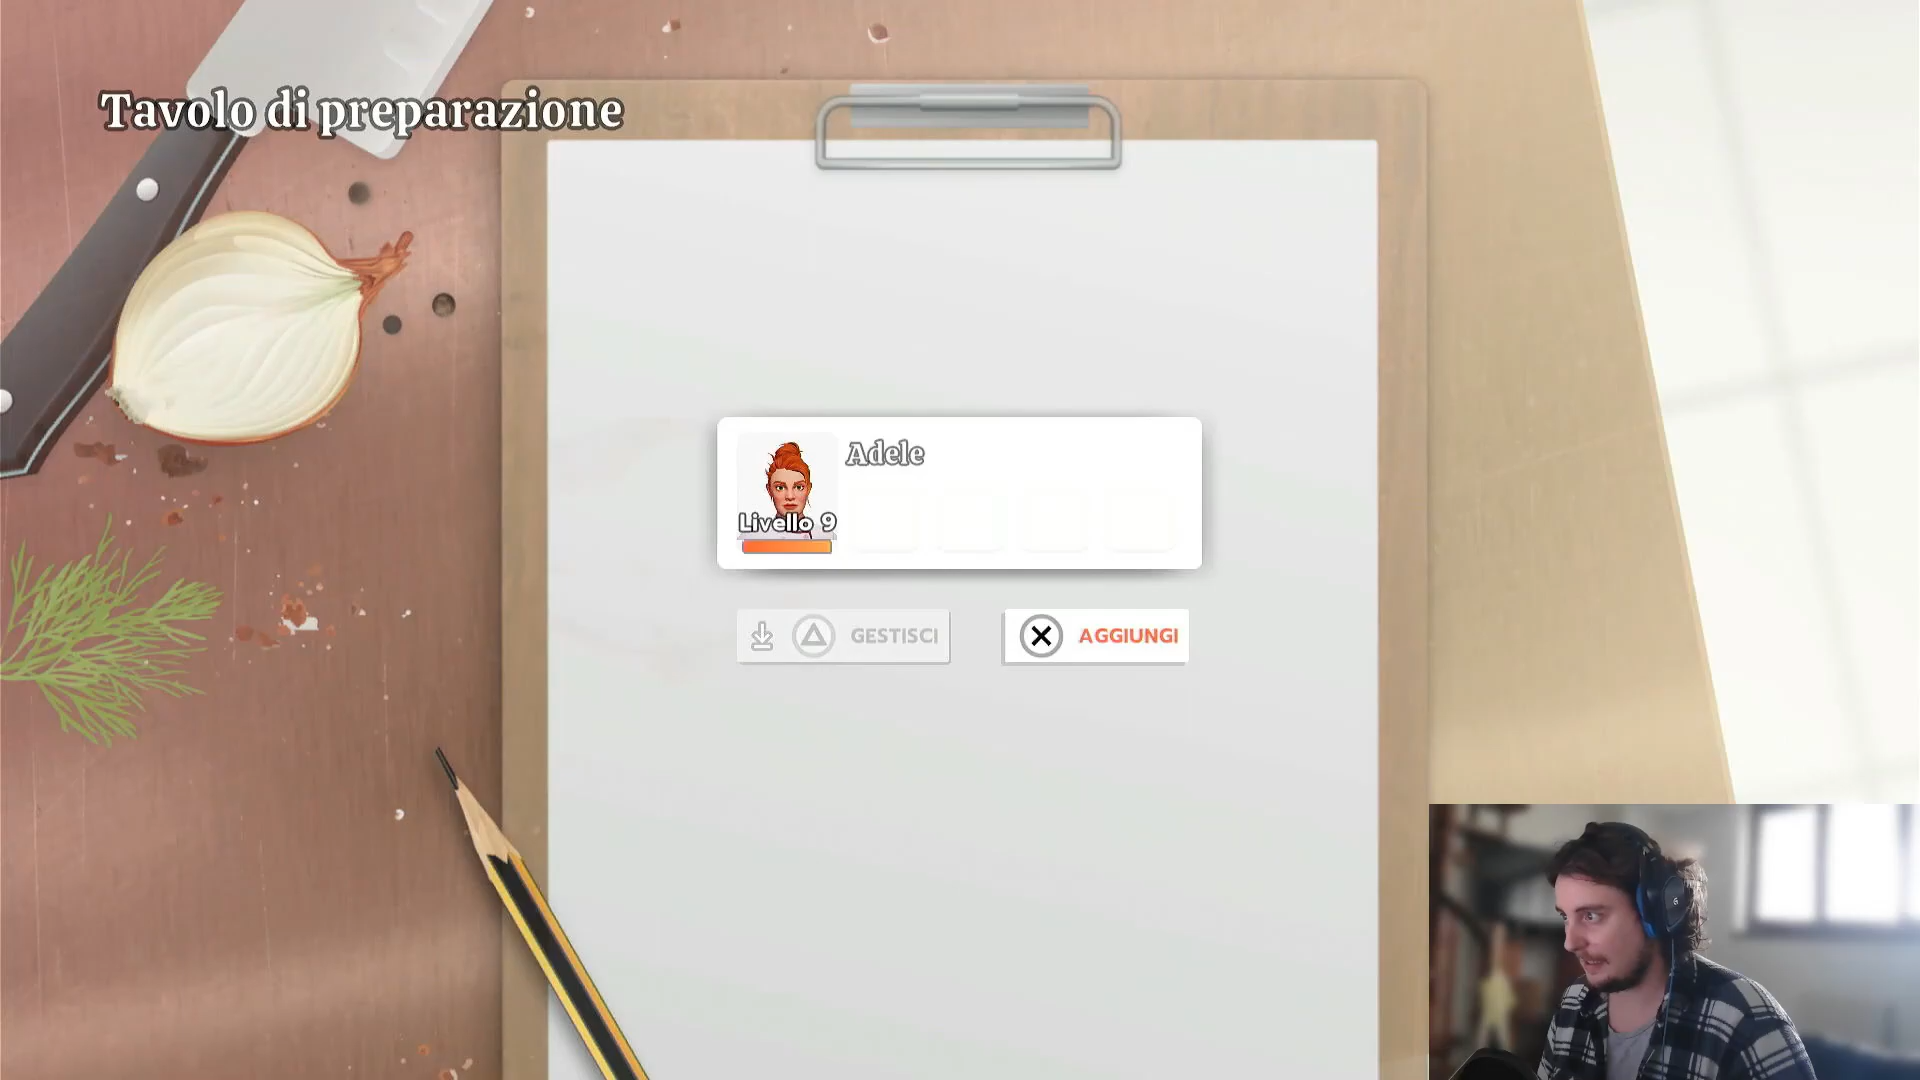 Tavolo di preparazione
Adele
Livello 9
GESTISCI
AGGIUNGI